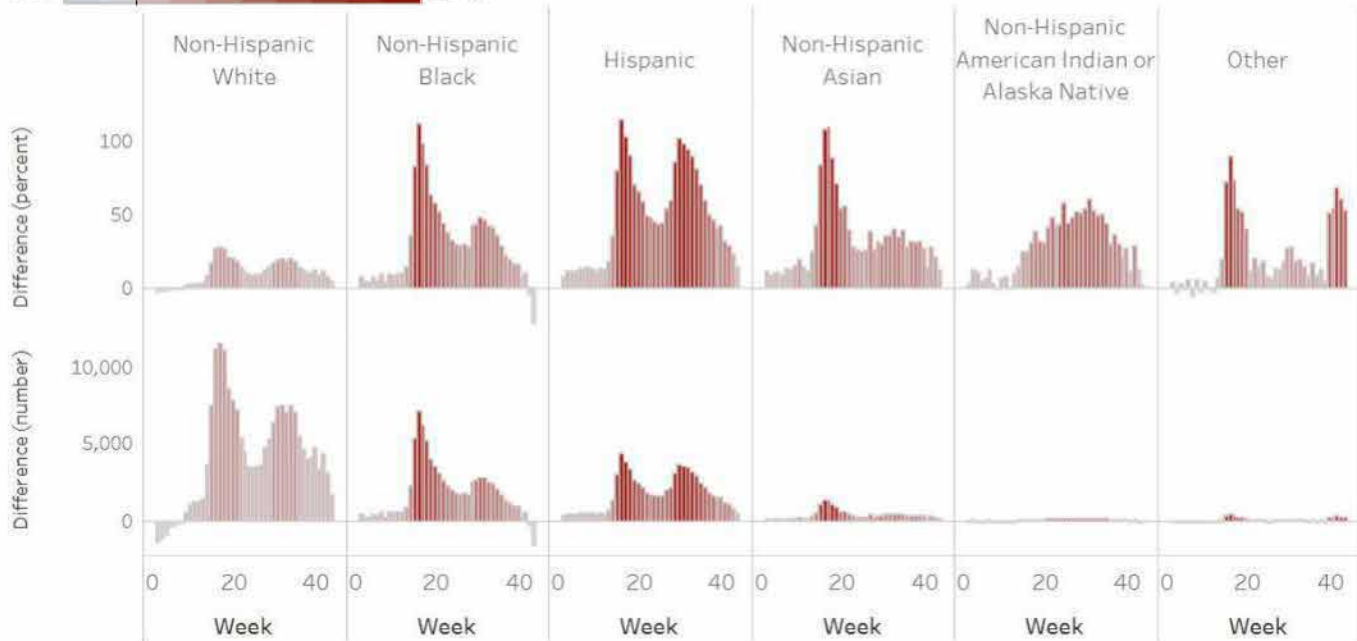 Non-Hispanic
White
Non-Hispanic
Black
Hispanic
Non-Hispanic
Asian
Non-Hispanic
American Indian or
Alaska Native
Other
Difference (percent)
100
50
0
Difference (number)
10,000
5,000
0
0 20 40 0 20 40 0 20 40 0 20 40 0 20 40 0 20 40
Week Week Week Week Week Week